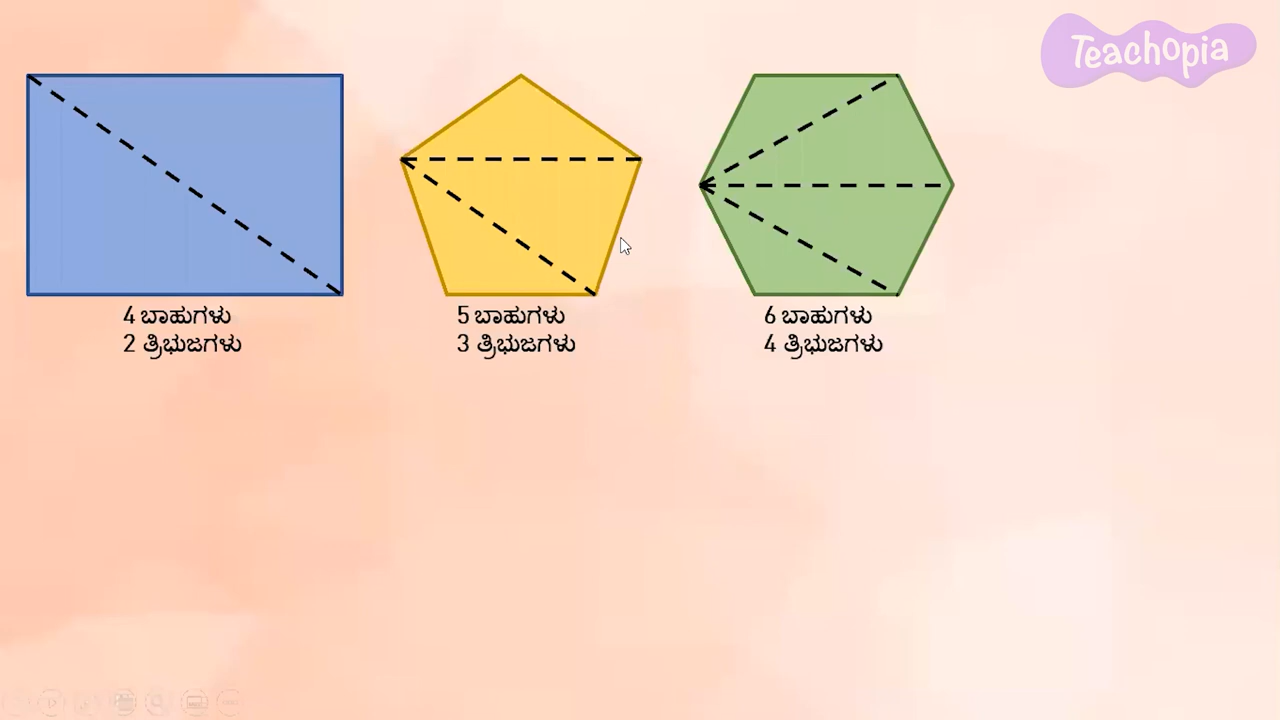 Teachopia
4 ಬಾಹುಗಳು
2 ತ್ರಿಭುಜಗಳು
5 ಬಾಹುಗಳು
3 ತ್ರಿಭುಜಗಳು
6 ಬಾಹುಗಳು
4 ತ್ರಿಭುಜಗಳು